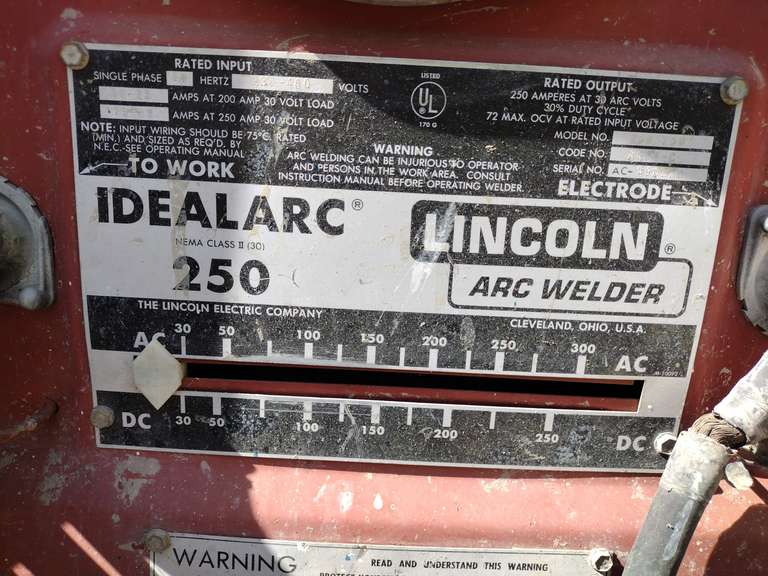 RATED INPUT
SINGLE PHASE HERTZ VOLTS
AMPS AT 200 AMP 30 VOLT LOAD
AMPS AT 250 AMP 30 VOLT LOAD
NOTE: INPUT WIRING SHOULD BE 75°C RATED
(MIN.) AND SIZED AS REQ'D. BY
N.E.C.-SEE OPERATING MANUAL
TO WORK
LISTED
UL
170 G
RATED OUTPUT
250 AMPERES AT 30 ARC VOLTS
30% DUTY CYCLE
72 MAX. OCV AT RATED INPUT VOLTAGE
MODEL NO.
CODE NO.
SERIAL NO. AC-
WARNING
ARC WELDING CAN BE INJURIOUS TO OPERATOR
AND PERSONS IN THE WORK AREA. CONSULT
INSTRUCTION MANUAL BEFORE OPERATING WELDER.
ELECTRODE
IDEALARC®
NEMA CLASS II (30)
250
LINCOLN ®
ARC WELDER
THE LINCOLN ELECTRIC COMPANY
CLEVELAND, OHIO, U.S.A.
AC 30 50 100 150 200 250 300 AC
DC 30 50 100 150 200 250 DC
WARNING
READ AND UNDERSTAND THIS WARNING